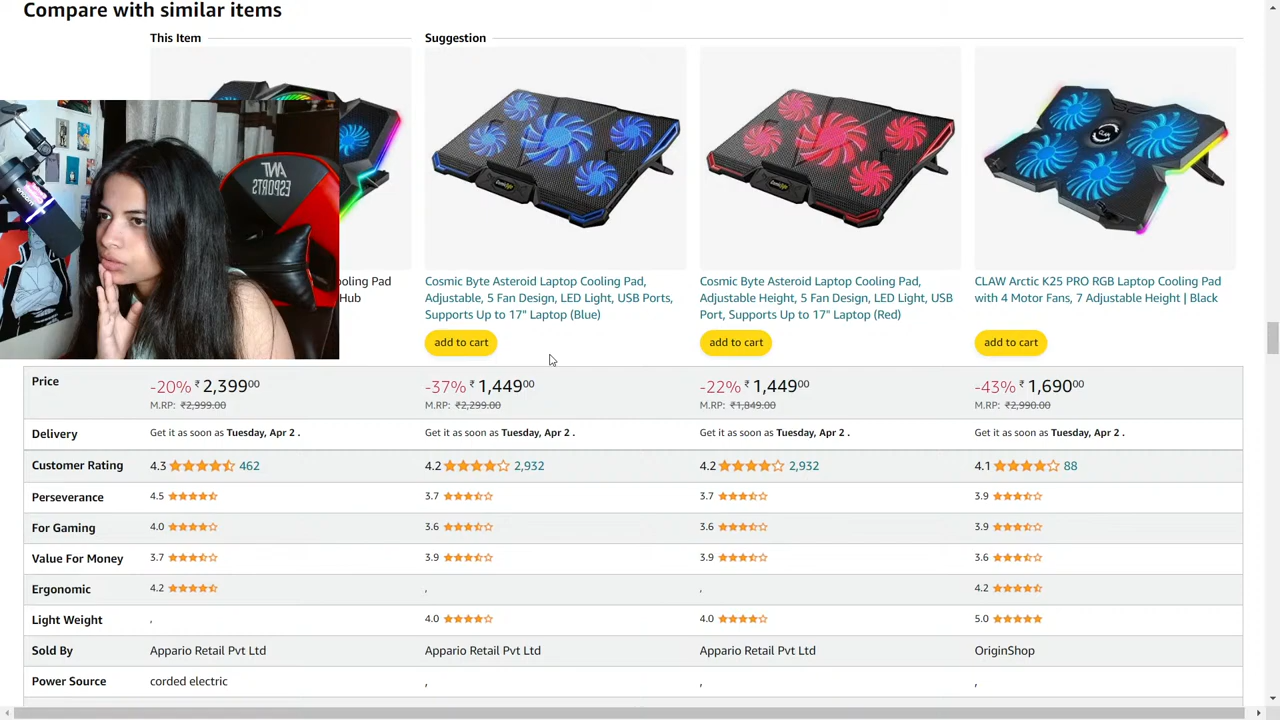 Compare with similar items
This Item
Suggestion
ooling Pad
Hub
Cosmic Byte Asteroid Laptop Cooling Pad,
Adjustable, 5 Fan Design, LED Light, USB Ports,
Supports Up to 17" Laptop (Blue)
add to cart
Cosmic Byte Asteroid Laptop Cooling Pad,
Adjustable Height, 5 Fan Design, LED Light, USB
Port, Supports Up to 17" Laptop (Red)
add to cart
CLAW
CLAW Arctic K25 PRO RGB Laptop Cooling Pad
with 4 Motor Fans, 7 Adjustable Height | Black
add to cart
ESPORTS
Price -20% ₹2,39900 -37% ₹1,44900 -22% ₹1,44900 -43% ₹1,69000
M.RP: ₹2,999.00 M.RP: ₹2,299.00 M.RP: ₹1,849.00 M.RP: ₹2,990.00
Delivery Get it as soon as Tuesday, Apr 2 . Get it as soon as Tuesday, Apr 2 . Get it as soon as Tuesday, Apr 2 . Get it as soon as Tuesday, Apr 2 .
Customer Rating 4.3 462 4.2 2,932 4.2 2,932 4.1 88
Perseverance 4.5 3.7 3.7 3.9
For Gaming 4.0 3.6 3.6 3.9
Value For Money 3.7 3.9 3.9 3.6
Ergonomic 4.2 , , 4.2
Light Weight , 4.0 4.0 5.0
Sold By Appario Retail Pvt Ltd Appario Retail Pvt Ltd Appario Retail Pvt Ltd OriginShop
Power Source corded electric , , ,